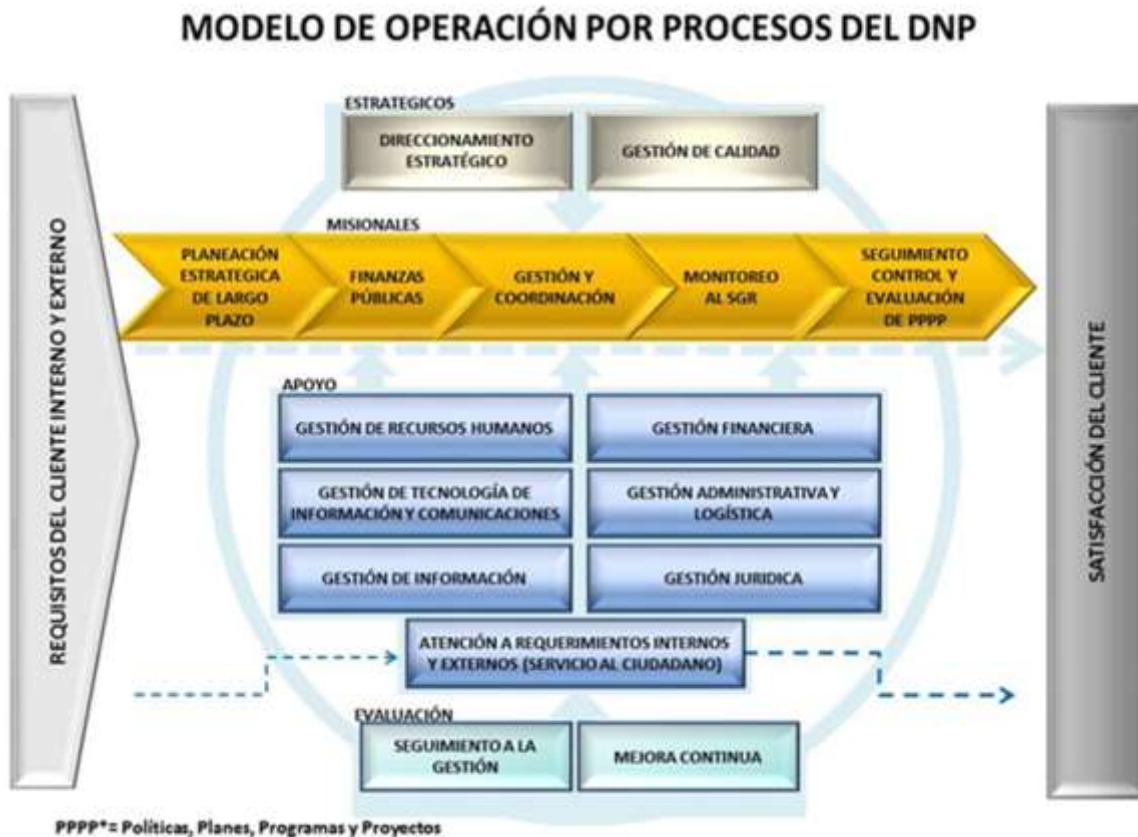 MODELO DE OPERACIÓN POR PROCESOS DEL DNP
REQUISITOS DEL CLIENTE INTERNO Y EXTERNO
ESTRATEGICOS
DIRECCIONAMIENTO
ESTRATÉGICO
GESTIÓN DE CALIDAD
MISIONALES
PLANEACIÓN
ESTRATEGICA
DE LARGO
PLAZO
FINANZAS
PÚBLICAS
GESTIÓN Y
COORDINACIÓN
MONITOREO
AL SGR
SEGUIMIENTO
CONTROL Y
EVALUACIÓN
DE PPPP
APOYO
GESTIÓN DE RECURSOS HUMANOS
GESTIÓN FINANCIERA
GESTIÓN DE TECNOLOGÍA DE
INFORMACIÓN Y COMUNICACIONES
GESTIÓN ADMINISTRATIVA Y
LOGÍSTICA
GESTIÓN DE INFORMACIÓN
GESTIÓN JURIDICA
ATENCIÓN A REQUERIMIENTOS INTERNOS
Y EXTERNOS (SERVICIO AL CIUDADANO)
EVALUACIÓN
SEGUIMIENTO A LA
GESTIÓN
MEJORA CONTINUA
SATISFACCIÓN DEL CLIENTE
PPPP*= Políticas, Planes, Programas y Proyectos